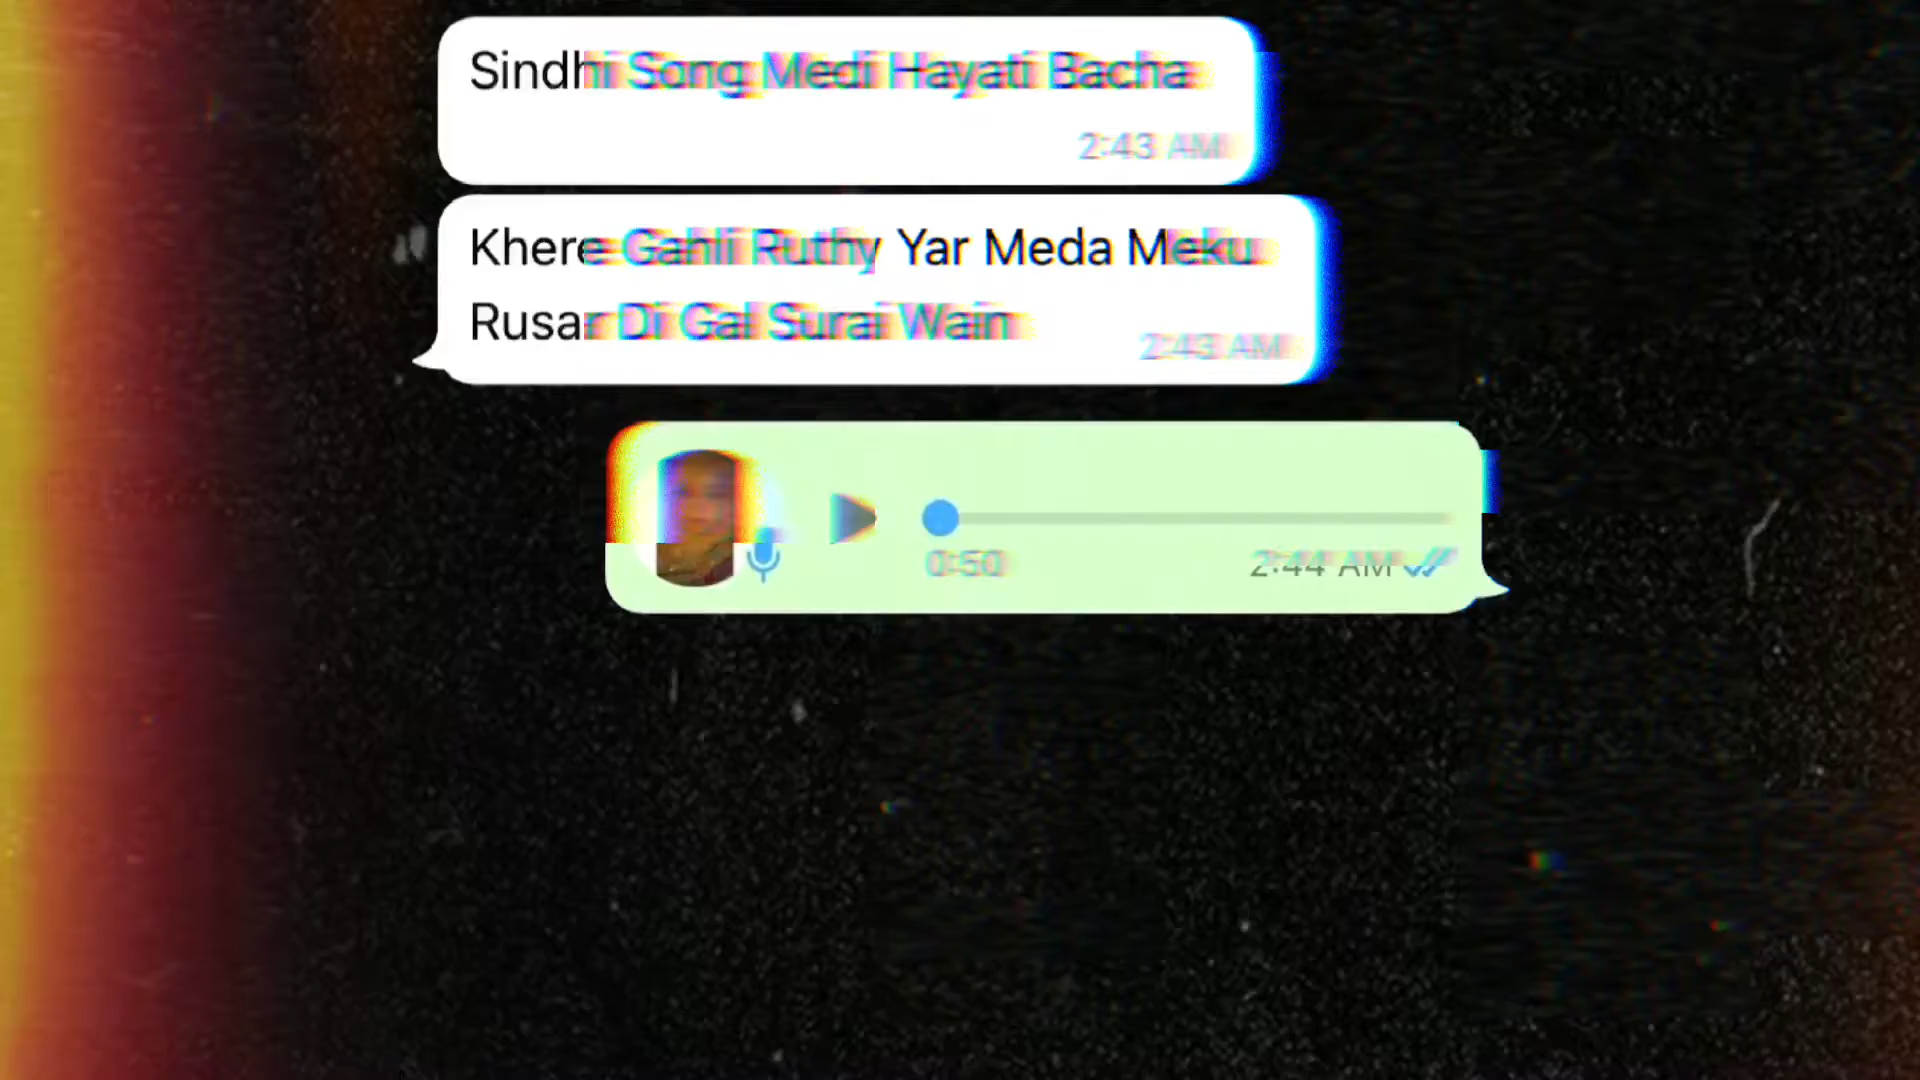 Sindhi Song Medi Hayati Bacha
2:43 AM
Khere Gahli Ruthy Yar Meda Meku
Rusar Di Gal Surai Wain
2:43 AM
0:50
2:44 AM